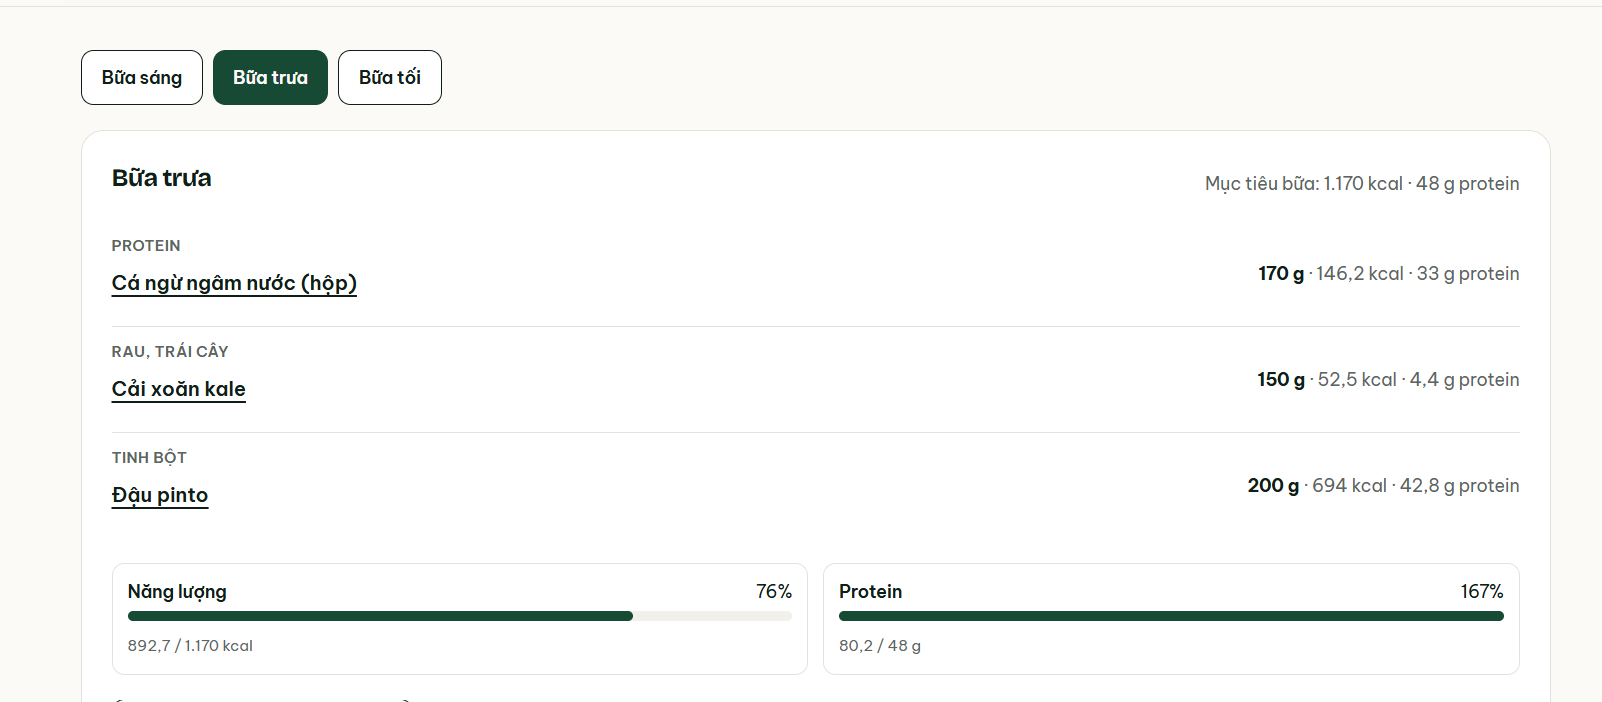 Bữa sáng Bữa trưa Bữa tối
Bữa trưa
Mục tiêu bữa: 1.170 kcal · 48 g protein
PROTEIN
Cá ngừ ngâm nước (hộp)
170 g · 146,2 kcal · 33 g protein
RAU, TRÁI CÂY
Cải xoăn kale
150 g · 52,5 kcal · 4,4 g protein
TINH BỘT
Đậu pinto
200 g · 694 kcal · 42,8 g protein
Năng lượng 76%
892,7 / 1.170 kcal
Protein 167%
80,2 / 48 g